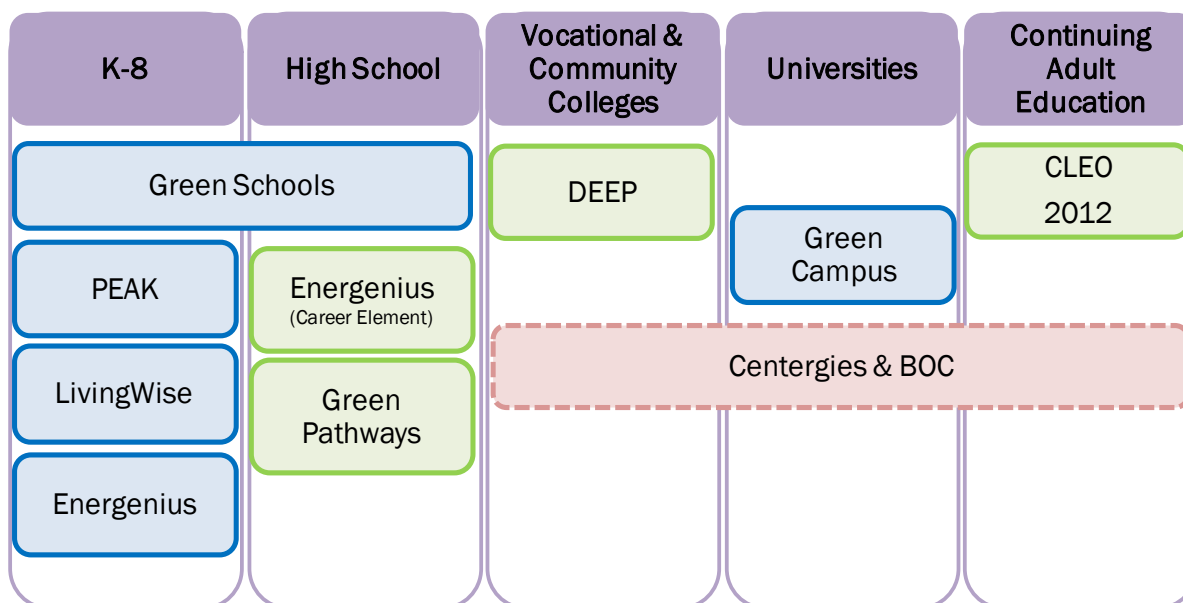 K-8
High School
Vocational &
Community
Colleges
Universities
Continuing
Adult
Education
Green Schools
DEEP
CLEO
2012
Green
Campus
PEAK
Energenius
(Career Element)
Centergies & BOC
LivingWise
Green
Pathways
Energenius